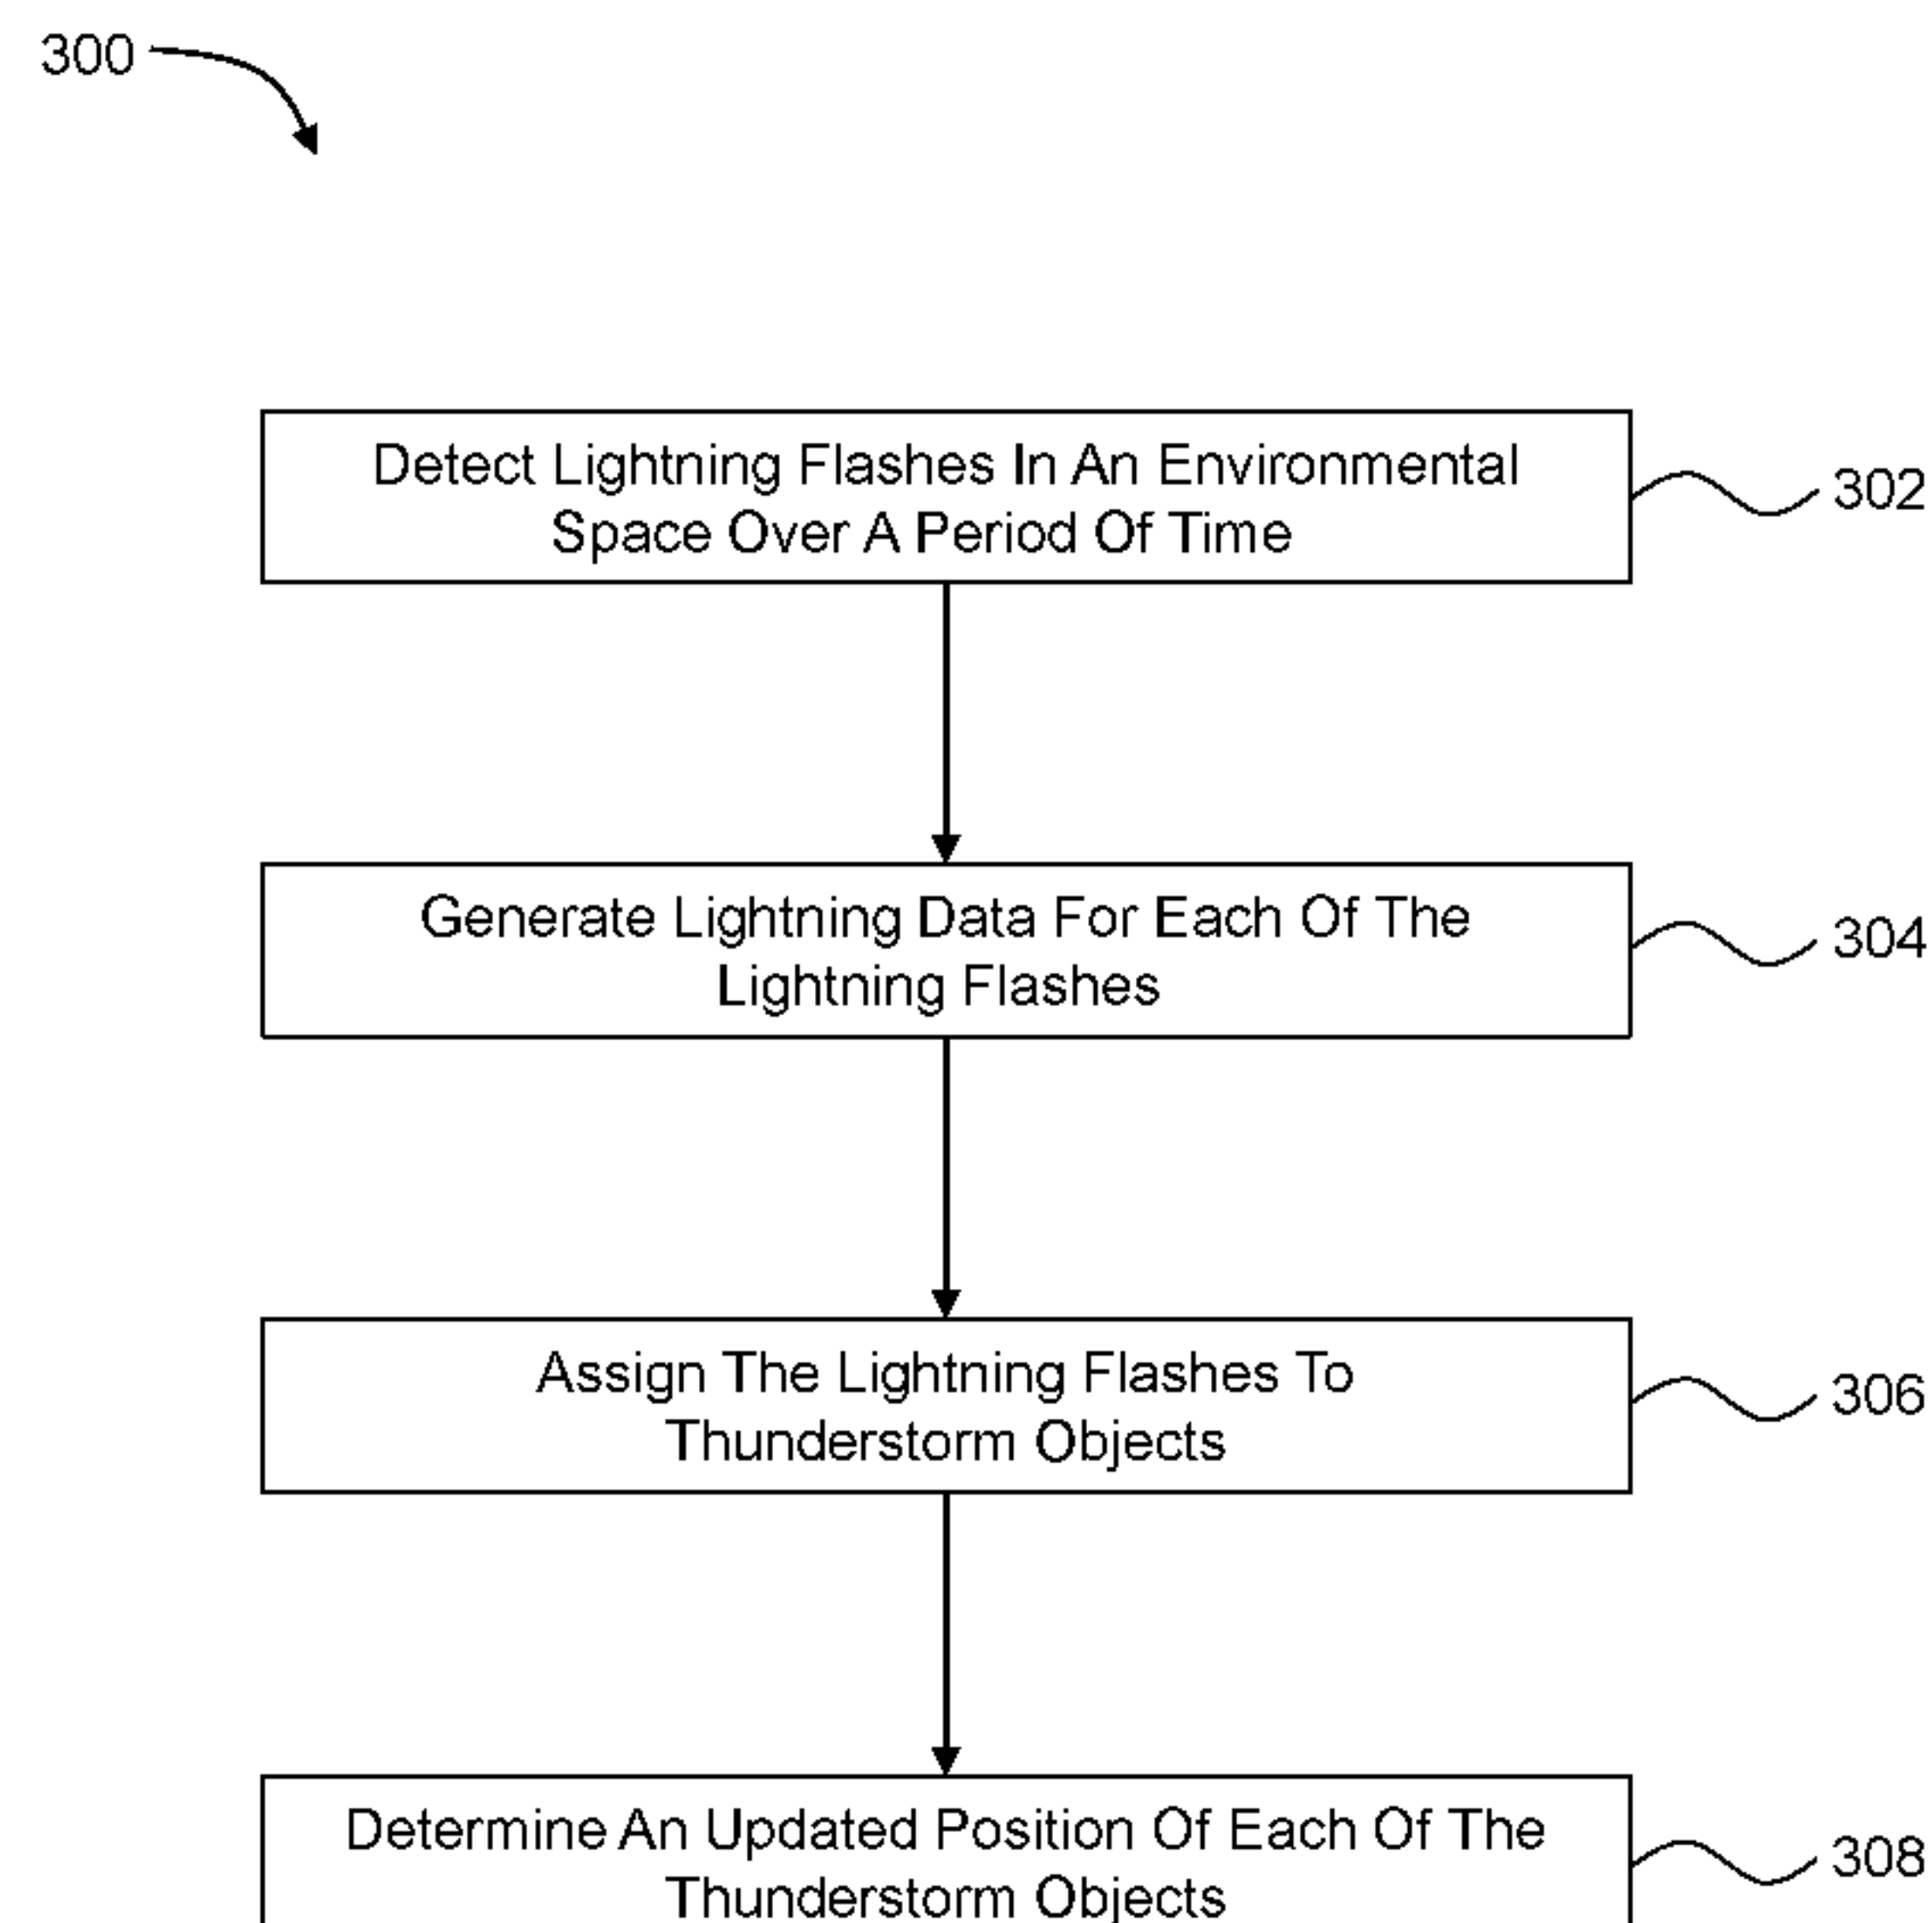 300
Detect Lightning Flashes In An Environmental
Space Over A Period Of Time
302
Generate Lightning Data For Each Of The
Lightning Flashes
304
Assign The Lightning Flashes To
Thunderstorm Objects
306
Determine An Updated Position Of Each Of The
Thunderstorm Objects
308